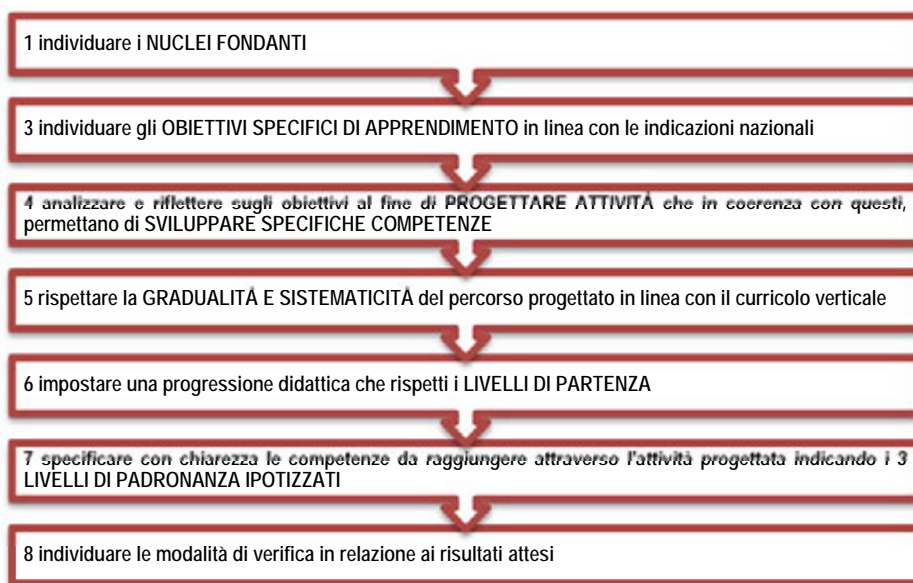 1 individuare i NUCLEI FONDANTI
3 individuare gli OBIETTIVI SPECIFICI DI APPRENDIMENTO in linea con le indicazioni nazionali
4 analizzare e riflettere sugli obiettivi al fine di PROGETTARE ATTIVITÀ che in coerenza con questi,
permettano di SVILUPPARE SPECIFICHE COMPETENZE
5 rispettare la GRADUALITÀ E SISTEMATICITÀ del percorso progettato in linea con il curricolo verticale
6 impostare una progressione didattica che rispetti i LIVELLI DI PARTENZA
7 specificare con chiarezza le competenze da raggiungere attraverso l'attività progettata indicando i 3
LIVELLI DI PADRONANZA IPOTIZZATI
8 individuare le modalità di verifica in relazione ai risultati attesi